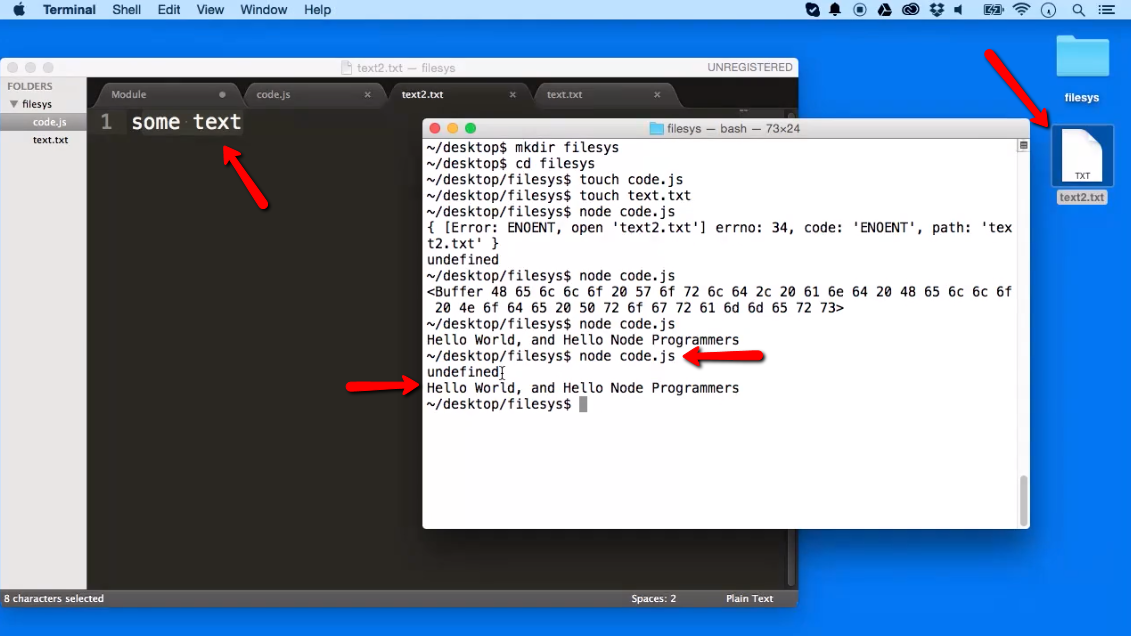 Terminal Shell Edit View Window Help
text2.txt — filesys
UNREGISTERED
FOLDERS
filesys
code.js
text.txt
Module
code.js
text2.txt
text.txt
1 some text
filesys — bash — 73×24
~/desktop$ mkdir filesys
~/desktop$ cd filesys
~/desktop/filesys$ touch code.js
~/desktop/filesys$ touch text.txt
~/desktop/filesys$ node code.js
{ [Error: ENOENT, open 'text2.txt'] errno: 34, code: 'ENOENT', path: 'tex
t2.txt' }
undefined
~/desktop/filesys$ node code.js
<Buffer 48 65 6c 6c 6f 20 57 6f 72 6c 64 2c 20 61 6e 64 20 48 65 6c 6c 6f
20 4e 6f 64 65 20 50 72 6f 67 72 61 6d 6d 65 72 73>
~/desktop/filesys$ node code.js
Hello World, and Hello Node Programmers
~/desktop/filesys$ node code.js
undefined
Hello World, and Hello Node Programmers
~/desktop/filesys$
filesys
TXT
text2.txt
8 characters selected
Spaces: 2
Plain Text